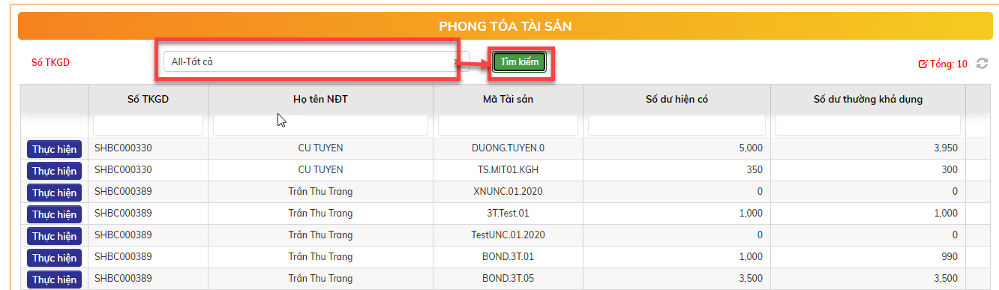 PHONG TỎA TÀI SẢN
Số TKGD All-Tất cả Tìm kiếm Tổng: 10
Số TKGD Họ tên NĐT Mã Tài sản Số dư hiện có Số dư thường khả dụng
Thực hiện SHBC000330 CU TUYEN DUONG.TUYEN.0 5,000 3,950
Thực hiện SHBC000330 CU TUYEN TS.MIT01.KGH 350 300
Thực hiện SHBC000389 Trần Thu Trang XNUNC.01.2020 0 0
Thực hiện SHBC000389 Trần Thu Trang 3T.Test.01 1,000 1,000
Thực hiện SHBC000389 Trần Thu Trang TestUNC.01.2020 0 0
Thực hiện SHBC000389 Trần Thu Trang BOND.3T.01 1,000 990
Thực hiện SHBC000389 Trần Thu Trang BOND.3T.05 3,500 3,500